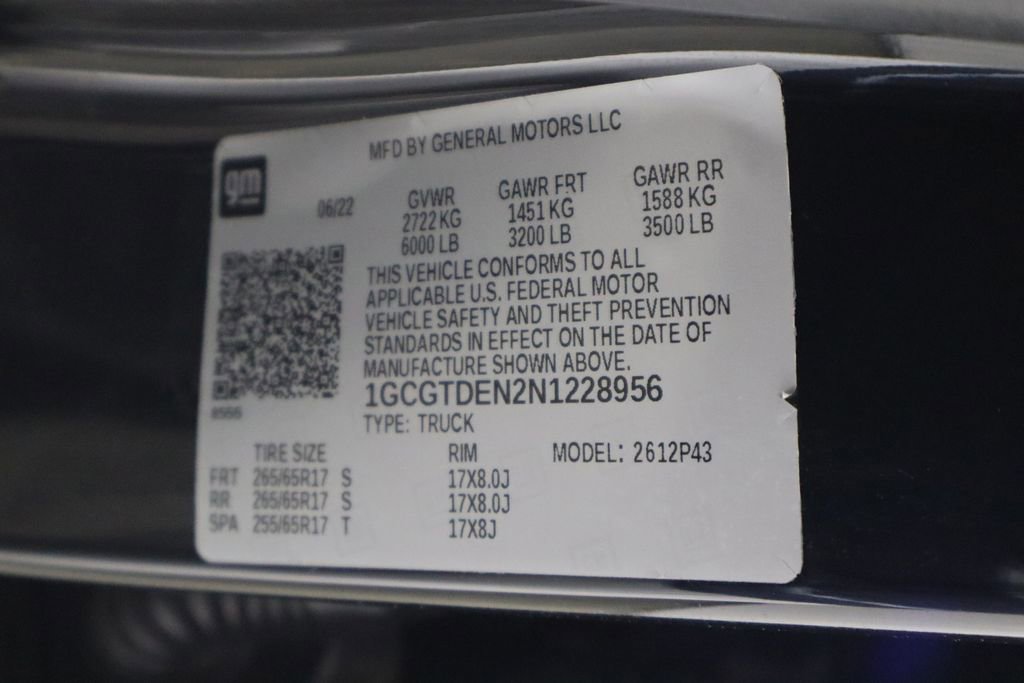 MFD BY GENERAL MOTORS LLC
gm
06/22
GVWR GAWR FRT GAWR RR
2722 KG 1451 KG 1588 KG
6000 LB 3200 LB 3500 LB
THIS VEHICLE CONFORMS TO ALL
APPLICABLE U.S. FEDERAL MOTOR
VEHICLE SAFETY AND THEFT PREVENTION
STANDARDS IN EFFECT ON THE DATE OF
MANUFACTURE SHOWN ABOVE.
1GCGTDEN2N1228956
TYPE: TRUCK
TIRE SIZE RIM MODEL: 2612P43
FRT 265/65R17 S 17X8.0J
RR 265/65R17 S 17X8.0J
SPA 255/65R17 T 17X8J